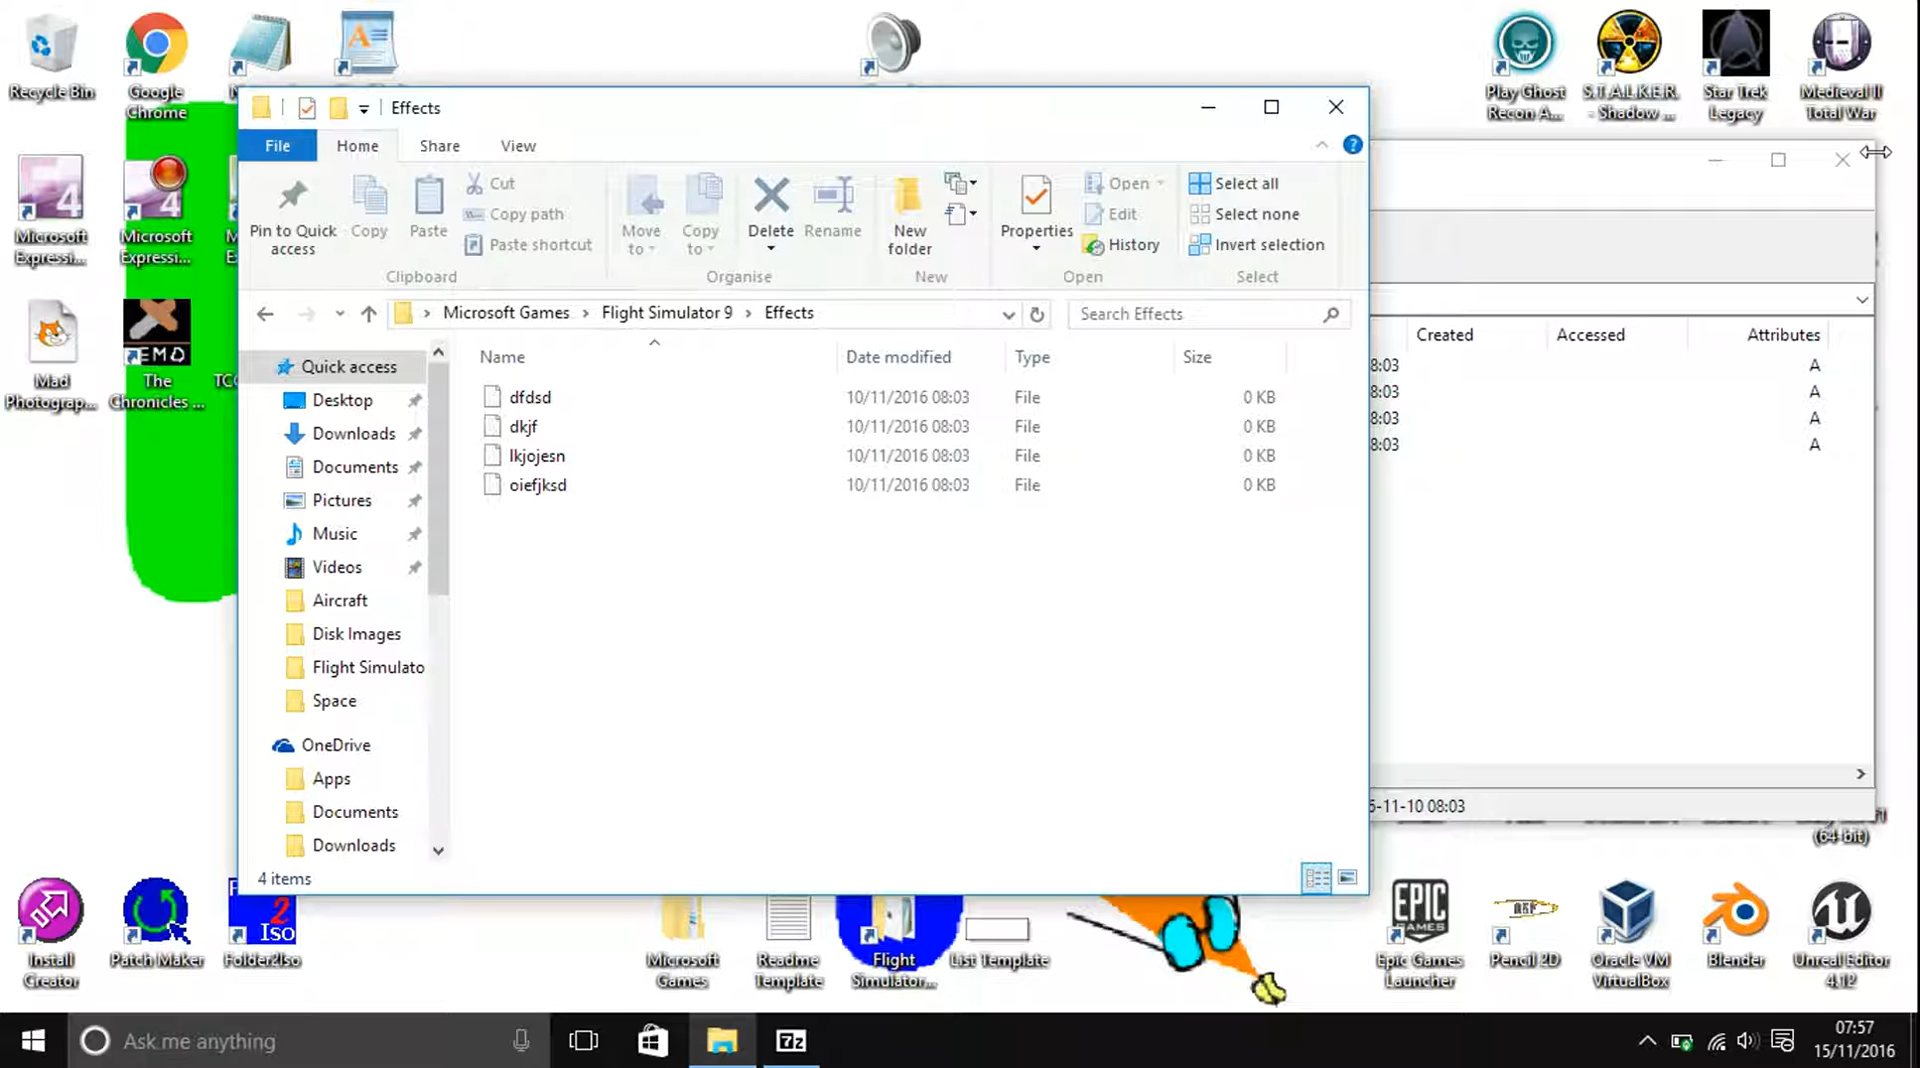 Recycle Bin
Google Chrome
Play Ghost Recon A...
S.T.A.L.K.E.R. - Shadow ...
Star Trek Legacy
Medieval II Total War
Effects
File Home Share View
Microsoft Expressi...
Microsoft Expressi...
Pin to Quick access
Copy
Paste
Cut
Copy path
Paste shortcut
Clipboard
Move to
Copy to
Delete
Rename
Organise
New folder
New
Properties
Open
Edit
History
Open
Select all
Select none
Invert selection
Select
Microsoft Games > Flight Simulator 9 > Effects
Search Effects
Mad Photograp...
EMO
The Chronicles ...
Name Date modified Type Size
dfdsd 10/11/2016 08:03 File 0 KB
dkjf 10/11/2016 08:03 File 0 KB
lkjojesn 10/11/2016 08:03 File 0 KB
oiefjksd 10/11/2016 08:03 File 0 KB
Quick access
Desktop
Downloads
Documents
Pictures
Music
Videos
Aircraft
Disk Images
Flight Simulato
Space
OneDrive
Apps
Documents
Downloads
4 items
Created Accessed Attributes
8:03 A
8:03 A
8:03 A
8:03 A
-11-10 08:03
(64-bit)
Install Creator
Patch Maker
2
Iso
Folder2Iso
Microsoft Games
Readme Template
Flight Simulator...
List Template
EPIC GAMES
Epic Games Launcher
Pencil 2D
Oracle VM VirtualBox
Blender
Unreal Editor 4.12
Ask me anything
7z
07:57
15/11/2016